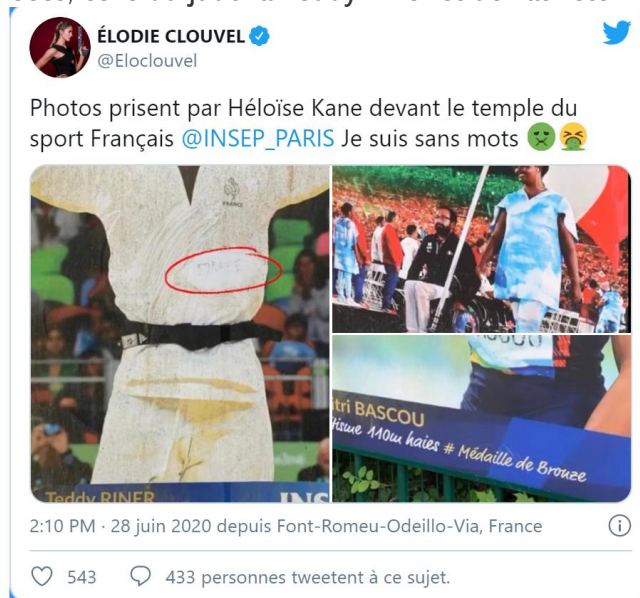 ÉLODIE CLOUVEL
@Eloclouvel
Photos prisent par Héloïse Kane devant le temple du
sport Français @INSEP_PARIS Je suis sans mots
FRANCE
Teddy RINER
INS
tri BASCOU
tisme 110m haies # Médaille de Bronze
2:10 PM · 28 juin 2020 depuis Font-Romeu-Odeillo-Via, France
543
433 personnes tweetent à ce sujet.